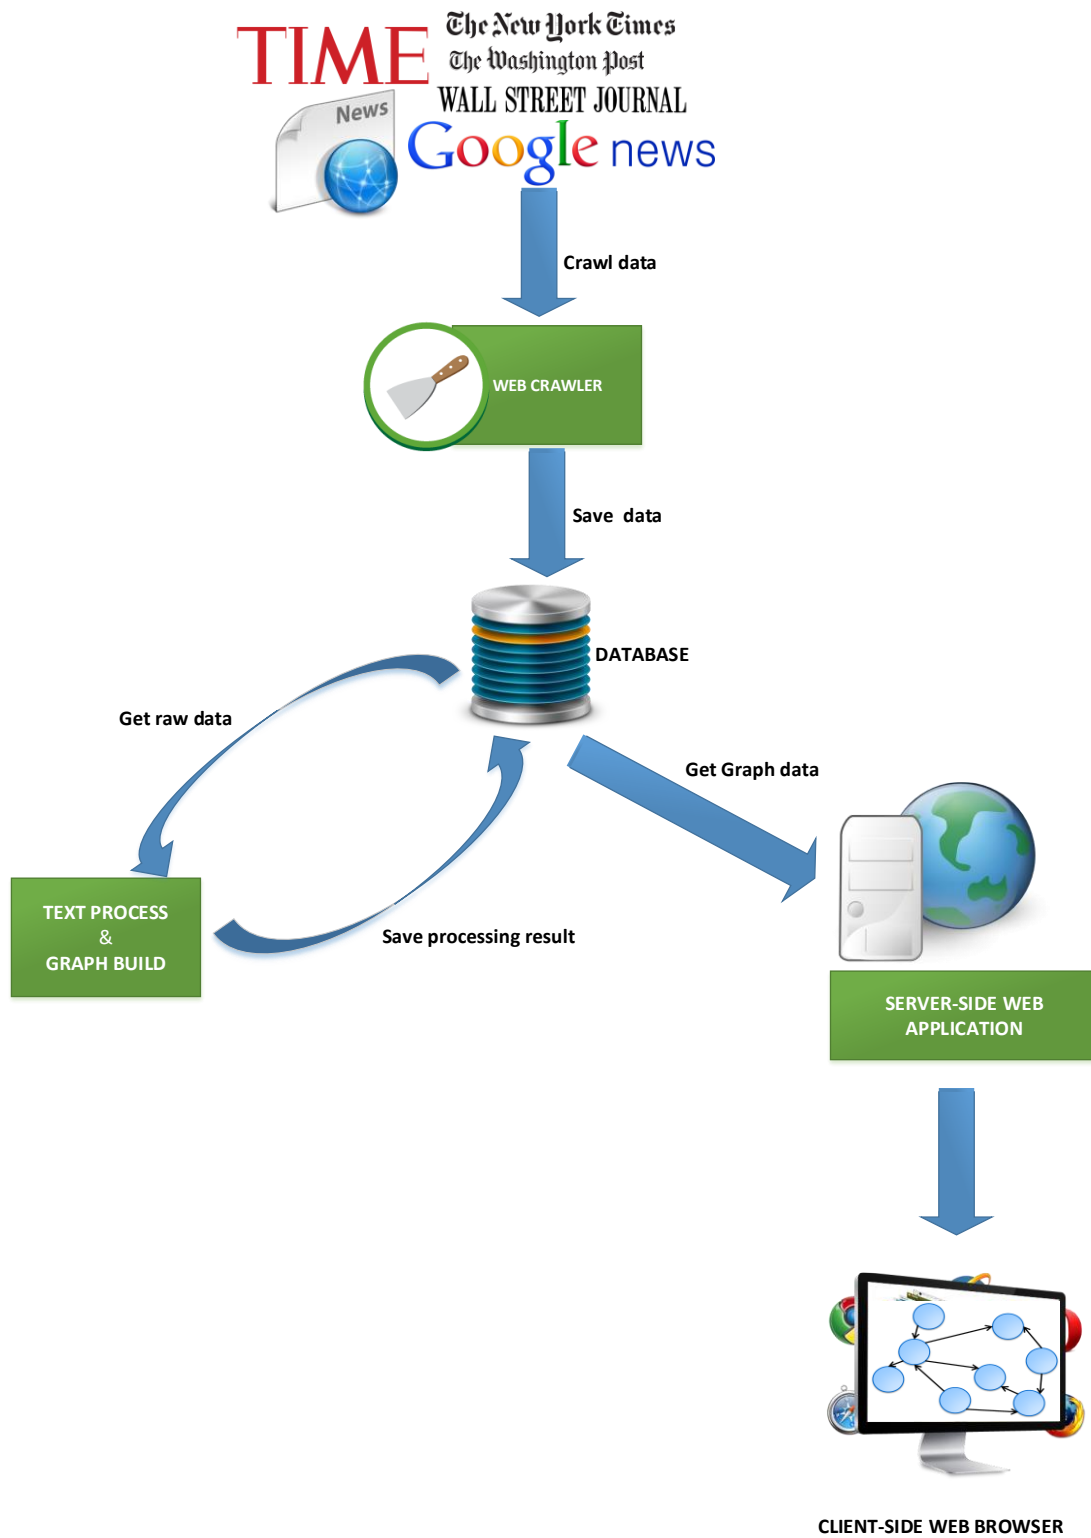 TIME
The New York Times
The Washington Post
WALL STREET JOURNAL
News
Google news
Crawl data
WEB CRAWLER
Save data
DATABASE
Get raw data
Get Graph data
TEXT PROCESS
&
GRAPH BUILD
Save processing result
SERVER-SIDE WEB
APPLICATION
CLIENT-SIDE WEB BROWSER